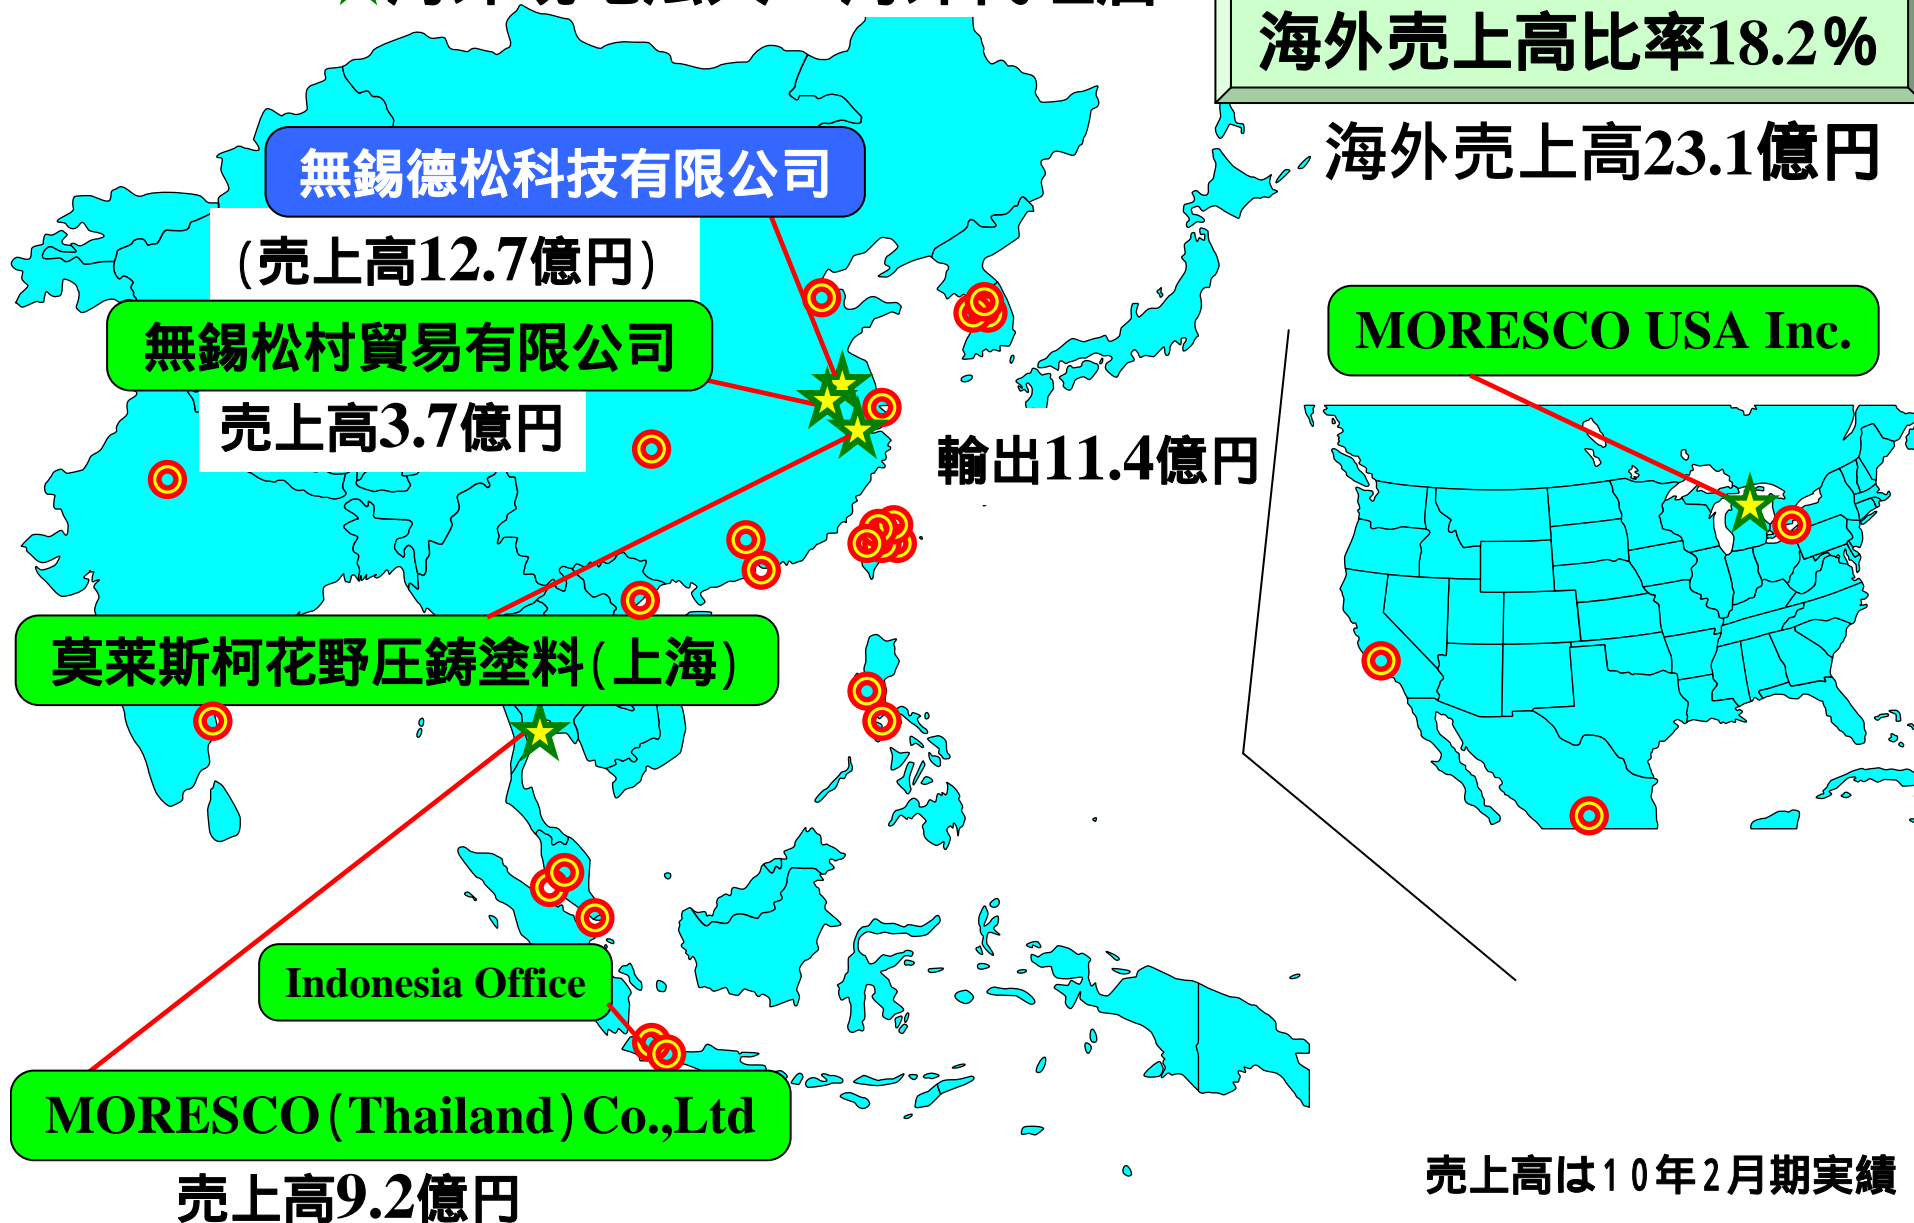 海外売上高比率18.2％
海外売上高23.1億円
無錫德松科技有限公司
(売上高12.7億円)
無錫松村貿易有限公司
売上高3.7億円
MORESCO USA Inc.
輸出11.4億円
莫莱斯柯花野圧鋳塗料(上海)
Indonesia Office
MORESCO(Thailand)Co.,Ltd
売上高9.2億円
売上高は１０年２月期実績